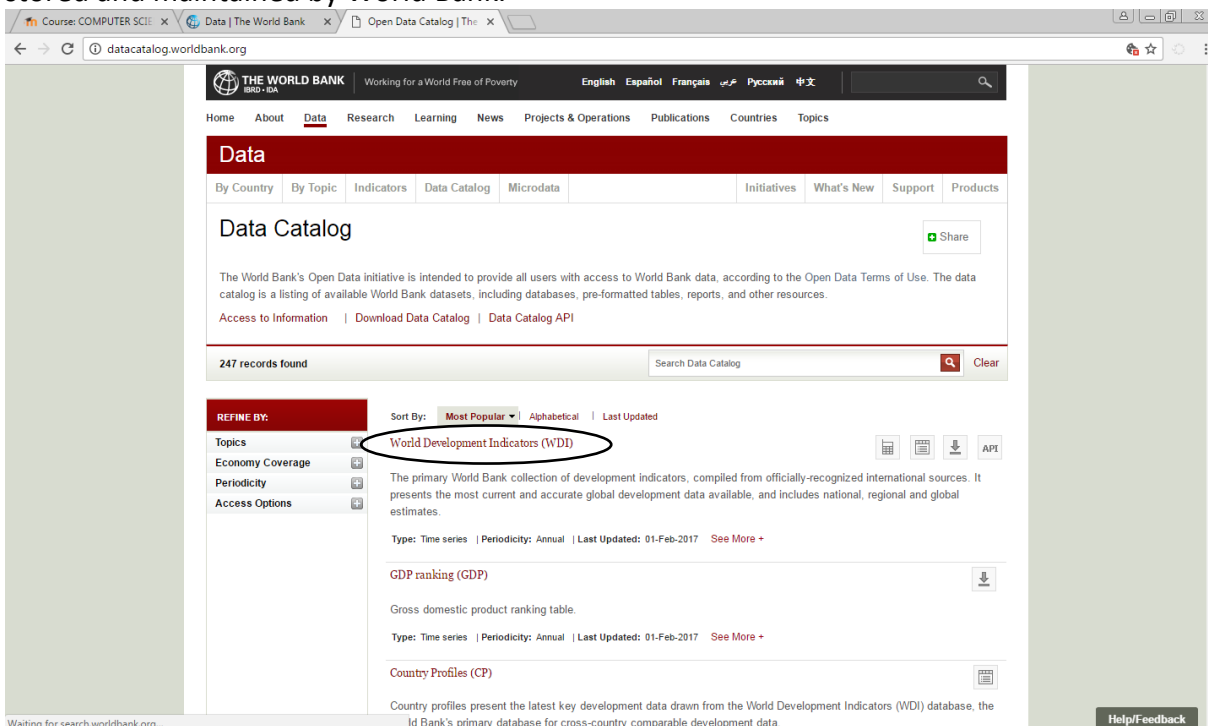 stored and maintained by World Bank.
Course: COMPUTER SCIE
Data | The World Bank
Open Data Catalog | The
datacatalog.worldbank.org
THE WORLD BANK
IBRD • IDA
Working for a World Free of Poverty
English Español Français عربي Русский 中文
Home About Data Research Learning News Projects & Operations Publications Countries Topics
Data
By Country By Topic Indicators Data Catalog Microdata Initiatives What's New Support Products
Data Catalog
Share
The World Bank's Open Data initiative is intended to provide all users with access to World Bank data, according to the Open Data Terms of Use. The data
catalog is a listing of available World Bank datasets, including databases, pre-formatted tables, reports, and other resources.
Access to Information | Download Data Catalog | Data Catalog API
247 records found
Search Data Catalog
Clear
REFINE BY:
Topics
Economy Coverage
Periodicity
Access Options
Sort By: Most Popular | Alphabetical | Last Updated
World Development Indicators (WDI)
API
The primary World Bank collection of development indicators, compiled from officially-recognized international sources. It
presents the most current and accurate global development data available, and includes national, regional and global
estimates.
Type: Time series | Periodicity: Annual | Last Updated: 01-Feb-2017 See More +
GDP ranking (GDP)
Gross domestic product ranking table.
Type: Time series | Periodicity: Annual | Last Updated: 01-Feb-2017 See More +
Country Profiles (CP)
Country profiles present the latest key development data drawn from the World Development Indicators (WDI) database, the
ld Bank's primary database for cross-country comparable development data
Waiting for search.worldbank.org...
Help/Feedback